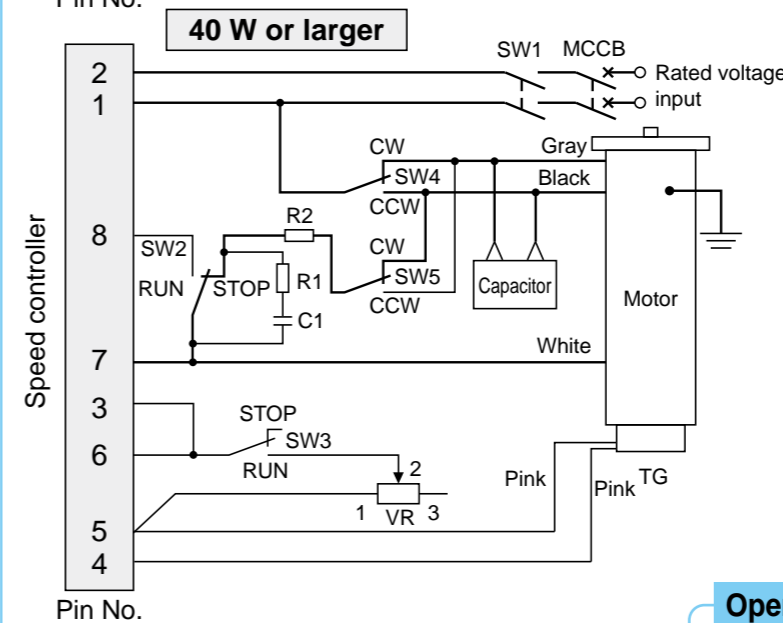 Pin No.
40 W or larger
SW1 MCCB
2
Rated voltage
1
input
CW
Gray
SW4
Black
CCW
R2
8
SW2
CW
SW5
RUN
STOP
R1
CCW
Capacitor
C1
Motor
Speed controller
White
7
3
STOP
SW3
6
RUN
2
Pink
Pink
TG
1 VR 3
5
4
Pin No.
Ope